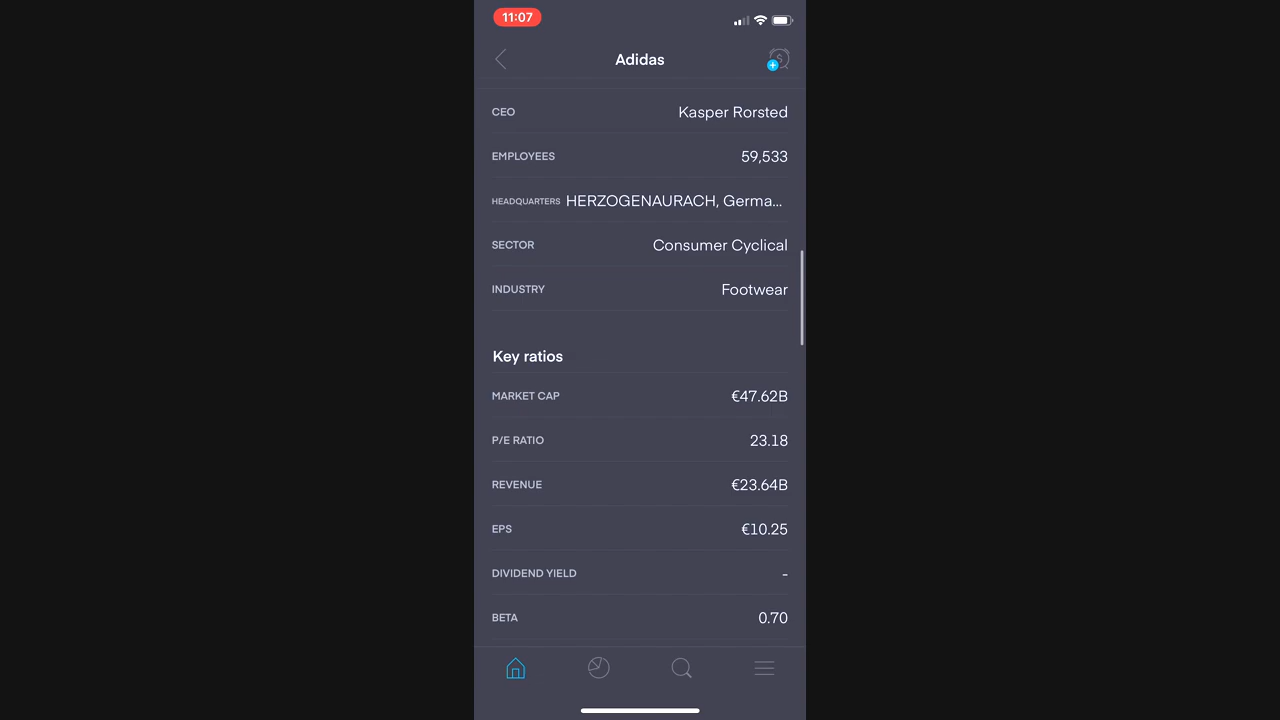 11:07
Adidas
CEO Kasper Rorsted
EMPLOYEES 59,533
HEADQUARTERS HERZOGENAURACH, Germa...
SECTOR Consumer Cyclical
INDUSTRY Footwear
Key ratios
MARKET CAP €47.62B
P/E RATIO 23.18
REVENUE €23.64B
EPS €10.25
DIVIDEND YIELD -
BETA 0.70